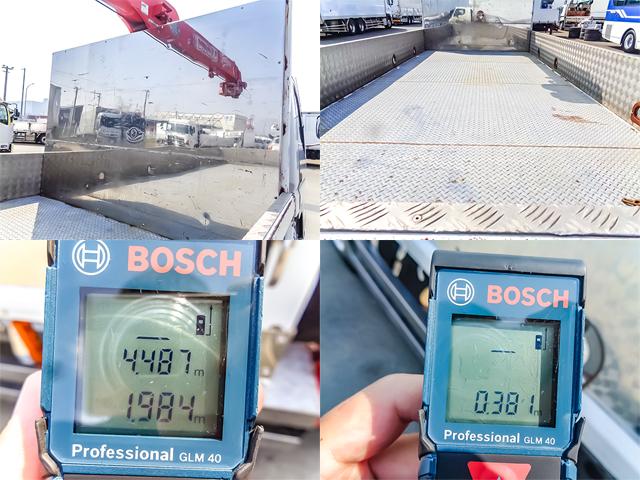 BOSCH
4.487 m
1.984 m
Professional GLM 40
BOSCH
0.381 m
Professional GLM 40